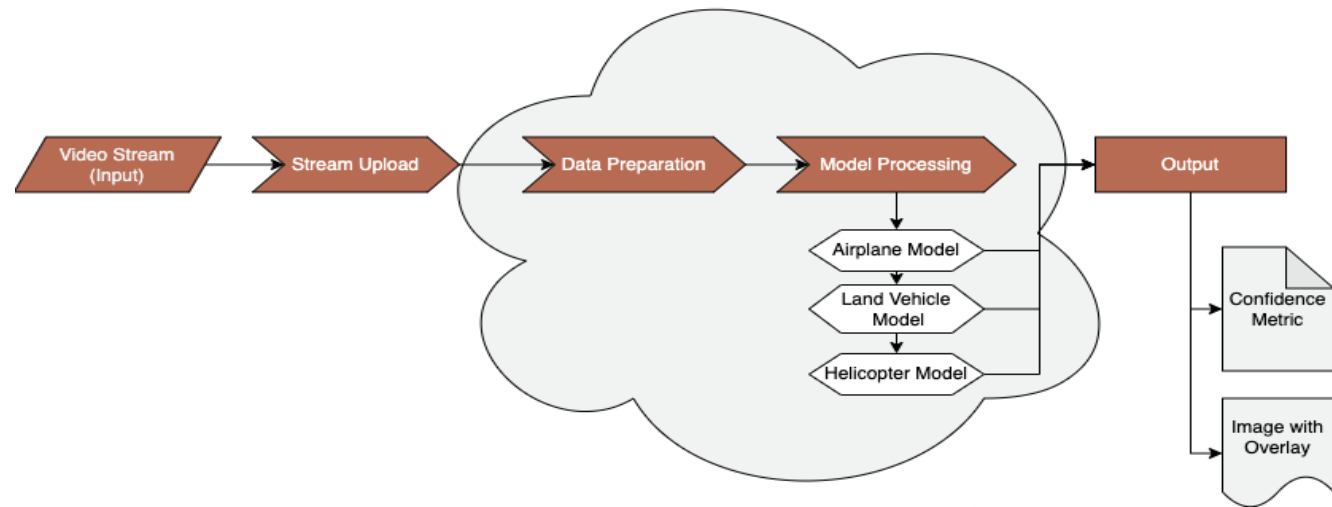 Video Stream
(Input)
Stream Upload
Data Preparation
Model Processing
Output
Airplane Model
Land Vehicle
Model
Helicopter Model
Confidence
Metric
Image with
Overlay